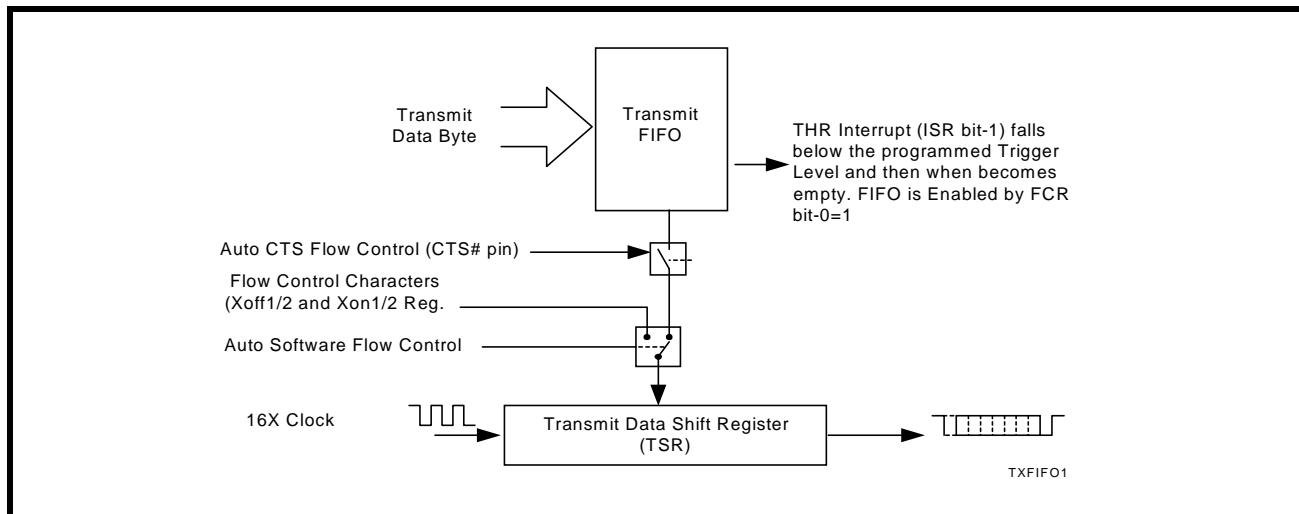 Transmit
FIFO
Transmit
Data Byte
THR Interrupt (ISR bit-1) falls
below the programmed Trigger
Level and then when becomes
empty. FIFO is Enabled by FCR
bit-0=1
Auto CTS Flow Control (CTS# pin)
Flow Control Characters
(Xoff1/2 and Xon1/2 Reg.
Auto Software Flow Control
16X Clock
Transmit Data Shift Register
(TSR)
TXFIFO1